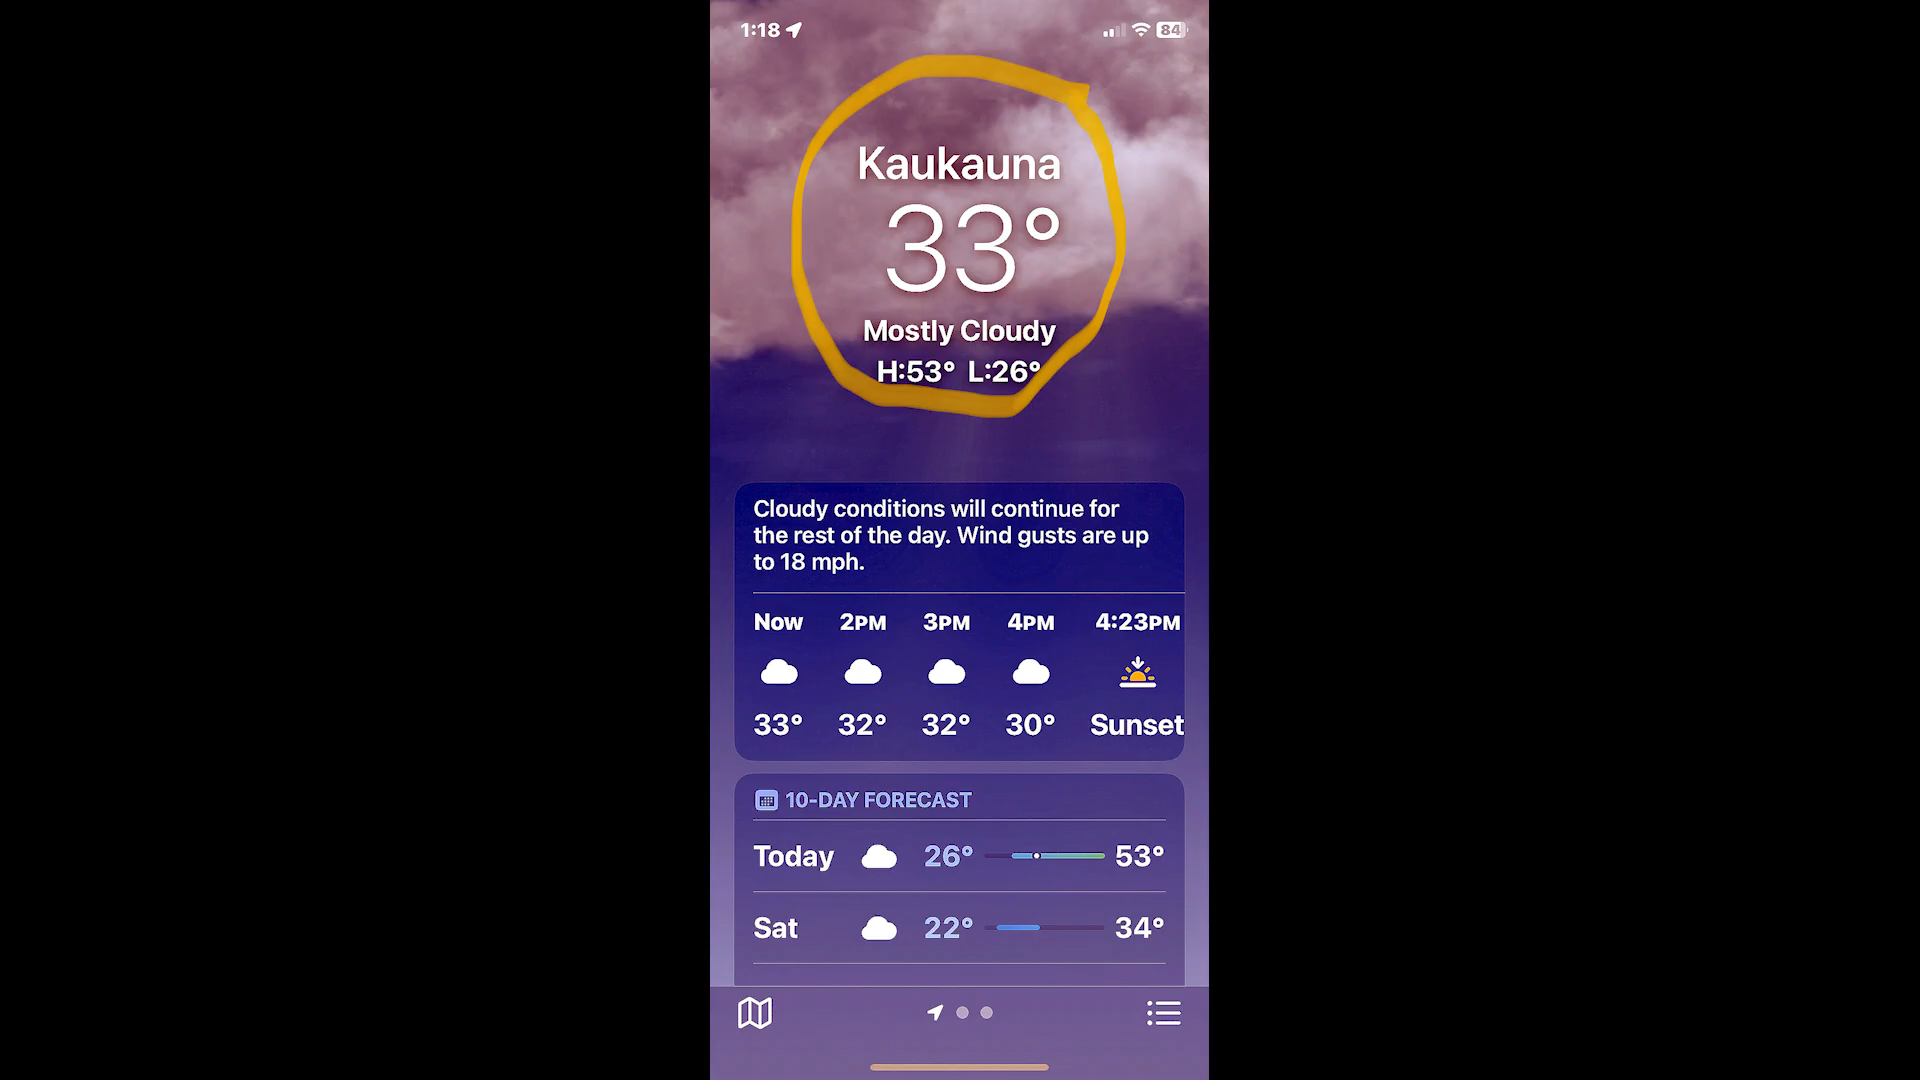 1:18 84
Kaukauna
33°
Mostly Cloudy
H:53° L:26°
Cloudy conditions will continue for
the rest of the day. Wind gusts are up
to 18 mph.
Now 2PM 3PM 4PM 4:23PM
33° 32° 32° 30° Sunset
10-DAY FORECAST
Today 26° 53°
Sat 22° 34°